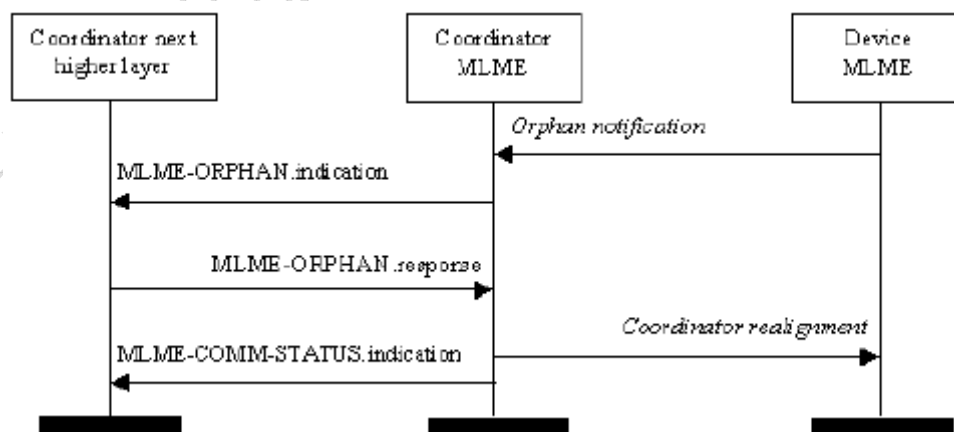 Coordinator next
higher layer
Coordinator
MLME
Device
MLME
Orphan notification
MLME-ORPHAN.indication
MLME-ORPHAN.response
Coordinator realignment
MLME-COMM-STATUS.indication